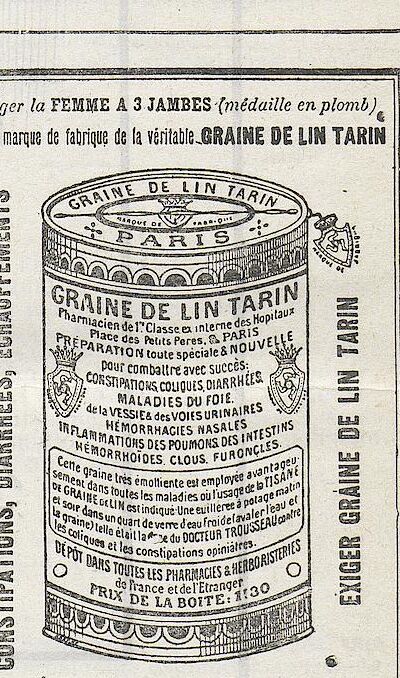 ger la FEMME A 3 JAMBES (médaille en plomb)
marque de fabrique de la véritable GRAINE DE LIN TARIN
GRAINE DE LIN TARIN
MARQUE DE FABRIQUE
PARIS
MARQUE DE
GRAINE DE LIN TARIN
Pharmacien de 1re Classe ex interne des Hopitaux
Place des Petits Peres, 9, PARIS
PRÉPARATION toute spéciale & NOUVELLE
pour combattre avec succès:
CONSTIPATIONS, COLIQUES, DIARRHÉES,
MALADIES DU FOIE,
de la VESSIE & des VOIES URINAIRES
HÉMORRHAGIES NASALES
INFLAMMATIONS DES POUMONS, DES INTESTINS
HÉMORRHOÏDES, CLOUS, FURONCLES.
Cette graine très émolliente est employée avantageu-
sement dans toutes les maladies où l'usage de la TISANE
DE GRAINE DE LIN est indiqué. Une cuillerée à potage matin
et soir dans un quart de verre d'eau froide (avaler l'eau et
la graine) telle était la du DOCTEUR TROUSSEAU contre
les coliques et les constipations opiniâtres.
DÉPÔT DANS TOUTES LES PHARMACIES & HERBORISTERIES
de France et de l'Etranger
PRIX DE LA BOITE: 1f30
EXIGER GRAINE DE LIN TARIN
CONSTIPATIONS, DIARRHÉES, ÉCHAUFFEMENTS